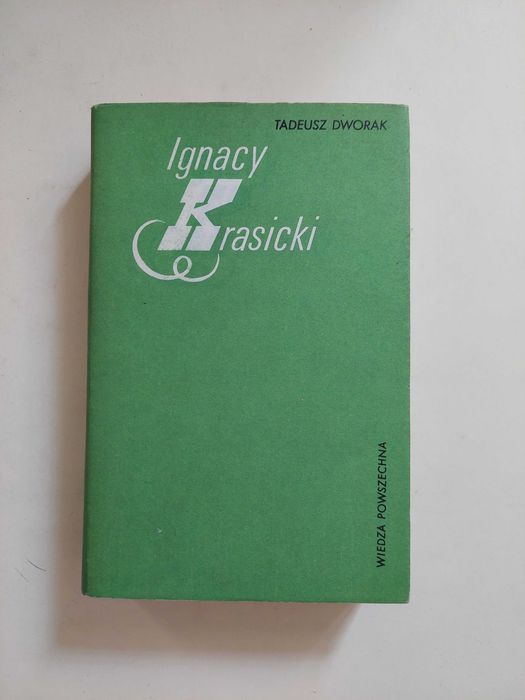 TADEUSZ DWORAK
Ignacy
Krasicki
WIEDZA POWSZECHNA